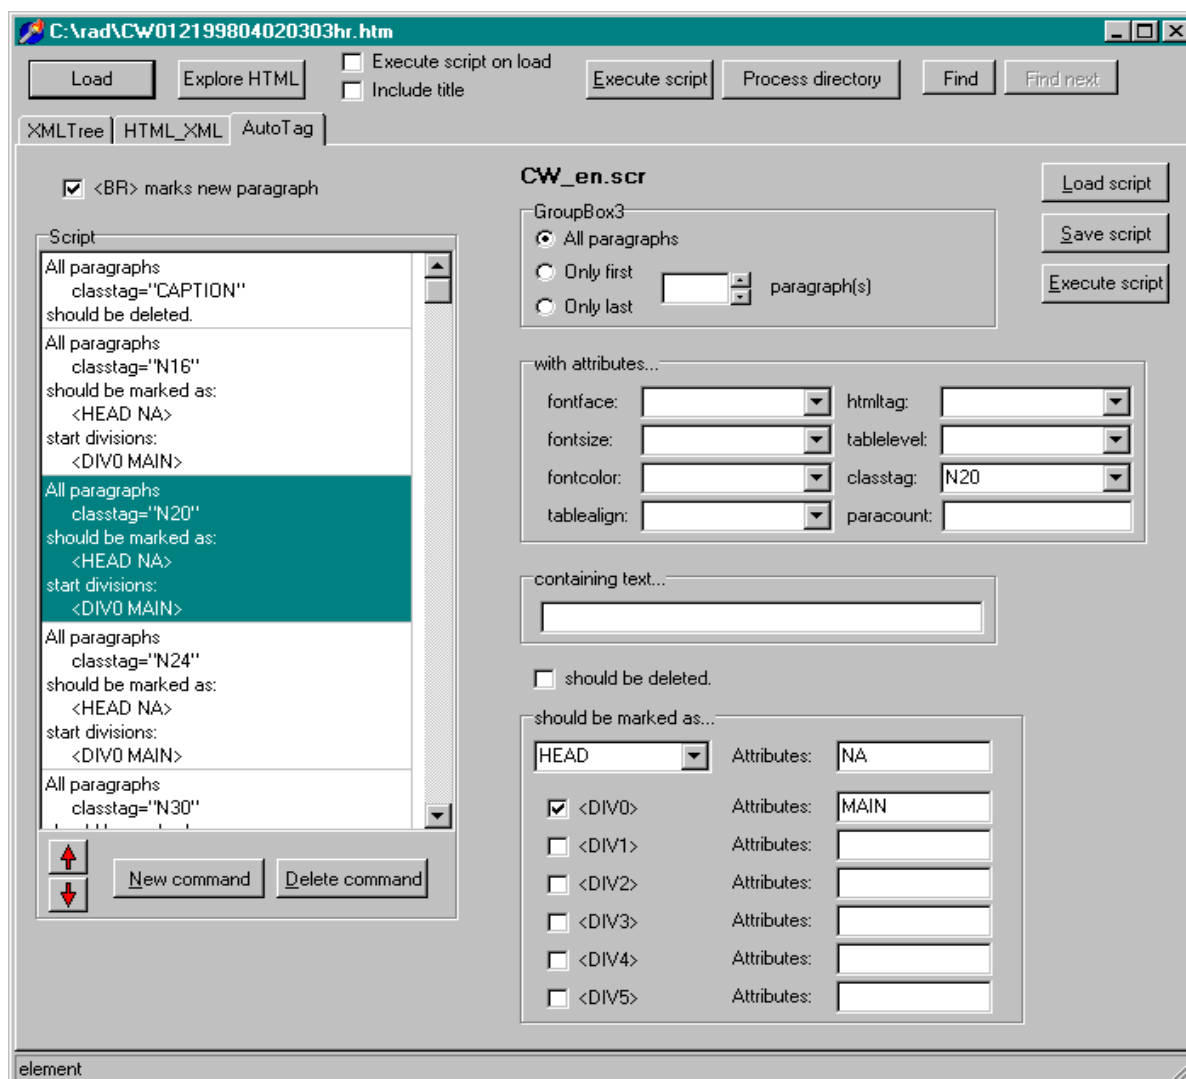 C:\rad\CW012199804020303hr.htm
Load
Explore HTML
Execute script on load
Include title
Execute script
Process directory
Find
Find next
XMLTree
HTML_XML
AutoTag
<BR> marks new paragraph
Script
All paragraphs
classtag="CAPTION"
should be deleted.
All paragraphs
classtag="N16"
should be marked as:
<HEAD NA>
start divisions:
<DIV0 MAIN>
All paragraphs
classtag="N20"
should be marked as:
<HEAD NA>
start divisions:
<DIV0 MAIN>
All paragraphs
classtag="N24"
should be marked as:
<HEAD NA>
start divisions:
<DIV0 MAIN>
All paragraphs
classtag="N30"
New command
Delete command
CW_en.scr
Load script
Save script
Execute script
GroupBox3
All paragraphs
Only first
Only last
paragraph(s)
with attributes...
fontface:
htmltag:
fontsize:
tablelevel:
fontcolor:
classtag: N20
tablealign:
paracount:
containing text...
should be deleted.
should be marked as...
HEAD Attributes: NA
<DIV0> Attributes: MAIN
<DIV1> Attributes:
<DIV2> Attributes:
<DIV3> Attributes:
<DIV4> Attributes:
<DIV5> Attributes:
element